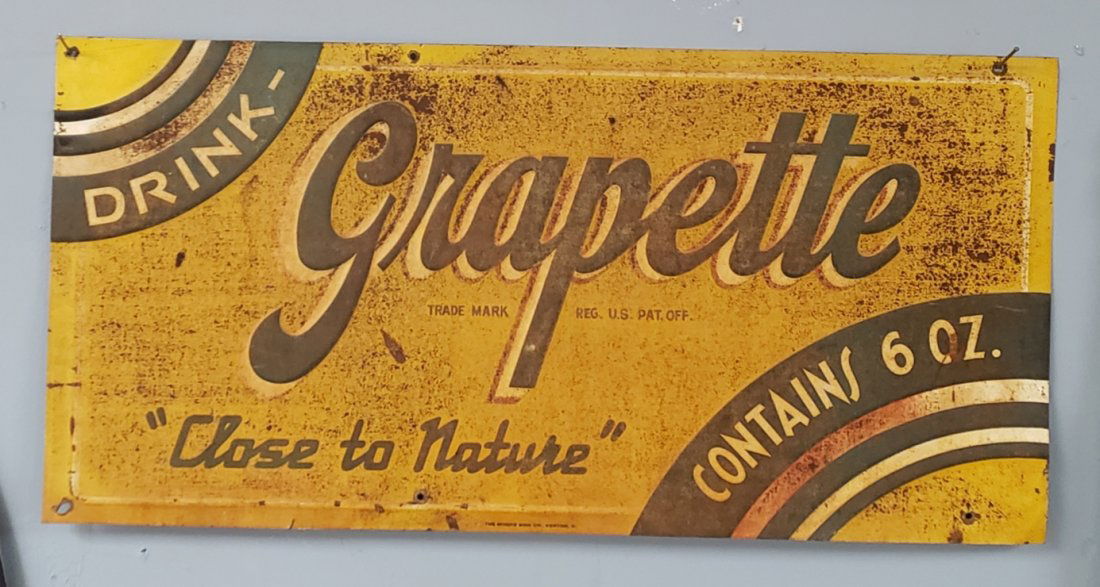 DRINK-
Grapette
TRADE MARK REG. U.S. PAT. OFF.
"Close to Nature"
CONTAINS 6 OZ.